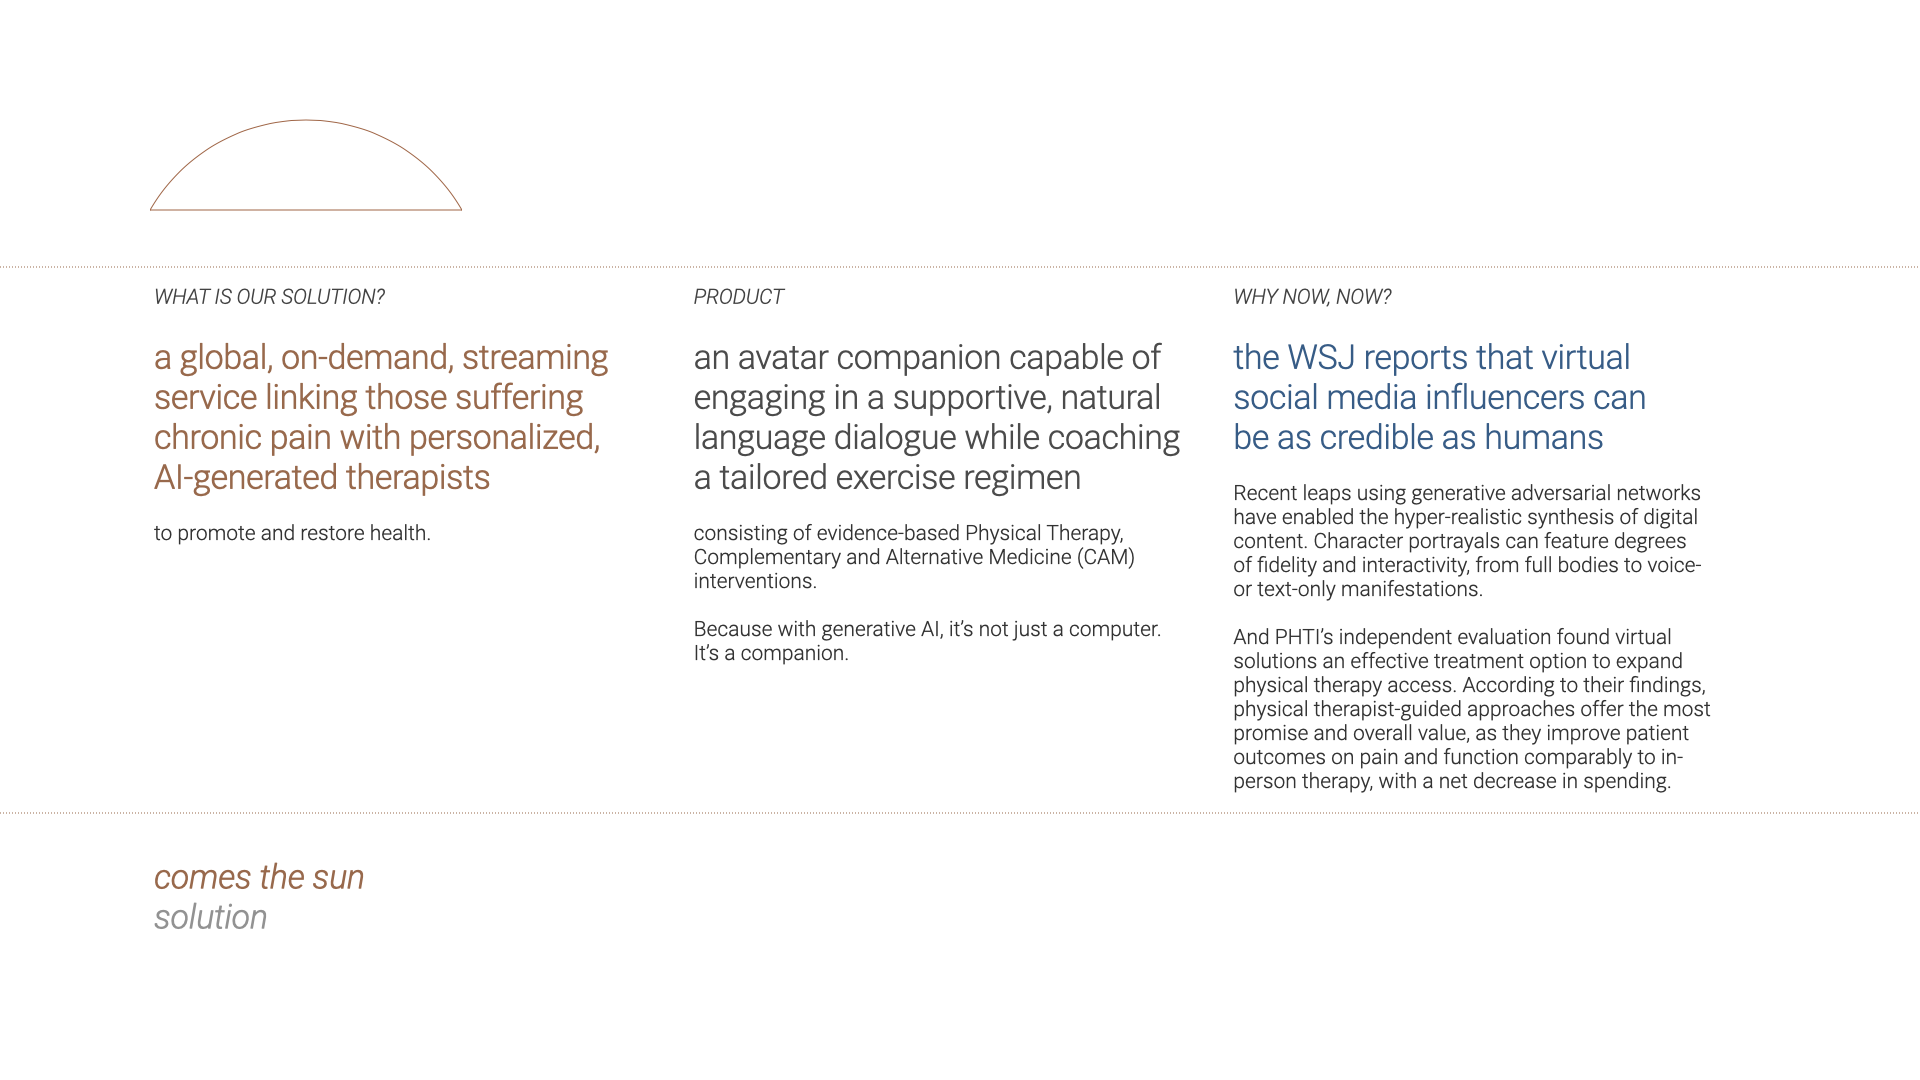 WHAT IS OUR SOLUTION?
a global, on-demand, streaming
service linking those suffering
chronic pain with personalized,
AI-generated therapists
to promote and restore health.
PRODUCT
an avatar companion capable of
engaging in a supportive, natural
language dialogue while coaching
a tailored exercise regimen
consisting of evidence-based Physical Therapy,
Complementary and Alternative Medicine (CAM)
interventions.
Because with generative AI, it’s not just a computer.
It’s a companion.
WHY NOW, NOW?
the WSJ reports that virtual
social media influencers can
be as credible as humans
Recent leaps using generative adversarial networks
have enabled the hyper-realistic synthesis of digital
content. Character portrayals can feature degrees
of fidelity and interactivity, from full bodies to voice-
or text-only manifestations.
And PHTI’s independent evaluation found virtual
solutions an effective treatment option to expand
physical therapy access. According to their findings,
physical therapist-guided approaches offer the most
promise and overall value, as they improve patient
outcomes on pain and function comparably to in-
person therapy, with a net decrease in spending.
comes the sun
solution